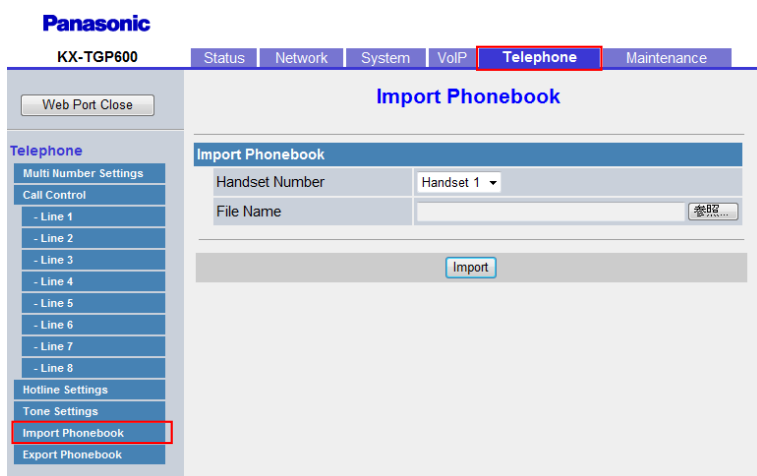 Panasonic
KX-TGP600
Status Network System VoIP Telephone Maintenance
Web Port Close
Import Phonebook
Telephone
Multi Number Settings
Call Control
- Line 1
- Line 2
- Line 3
- Line 4
- Line 5
- Line 6
- Line 7
- Line 8
Hotline Settings
Tone Settings
Import Phonebook
Export Phonebook
Import Phonebook
Handset Number Handset 1
File Name 参照...
Import